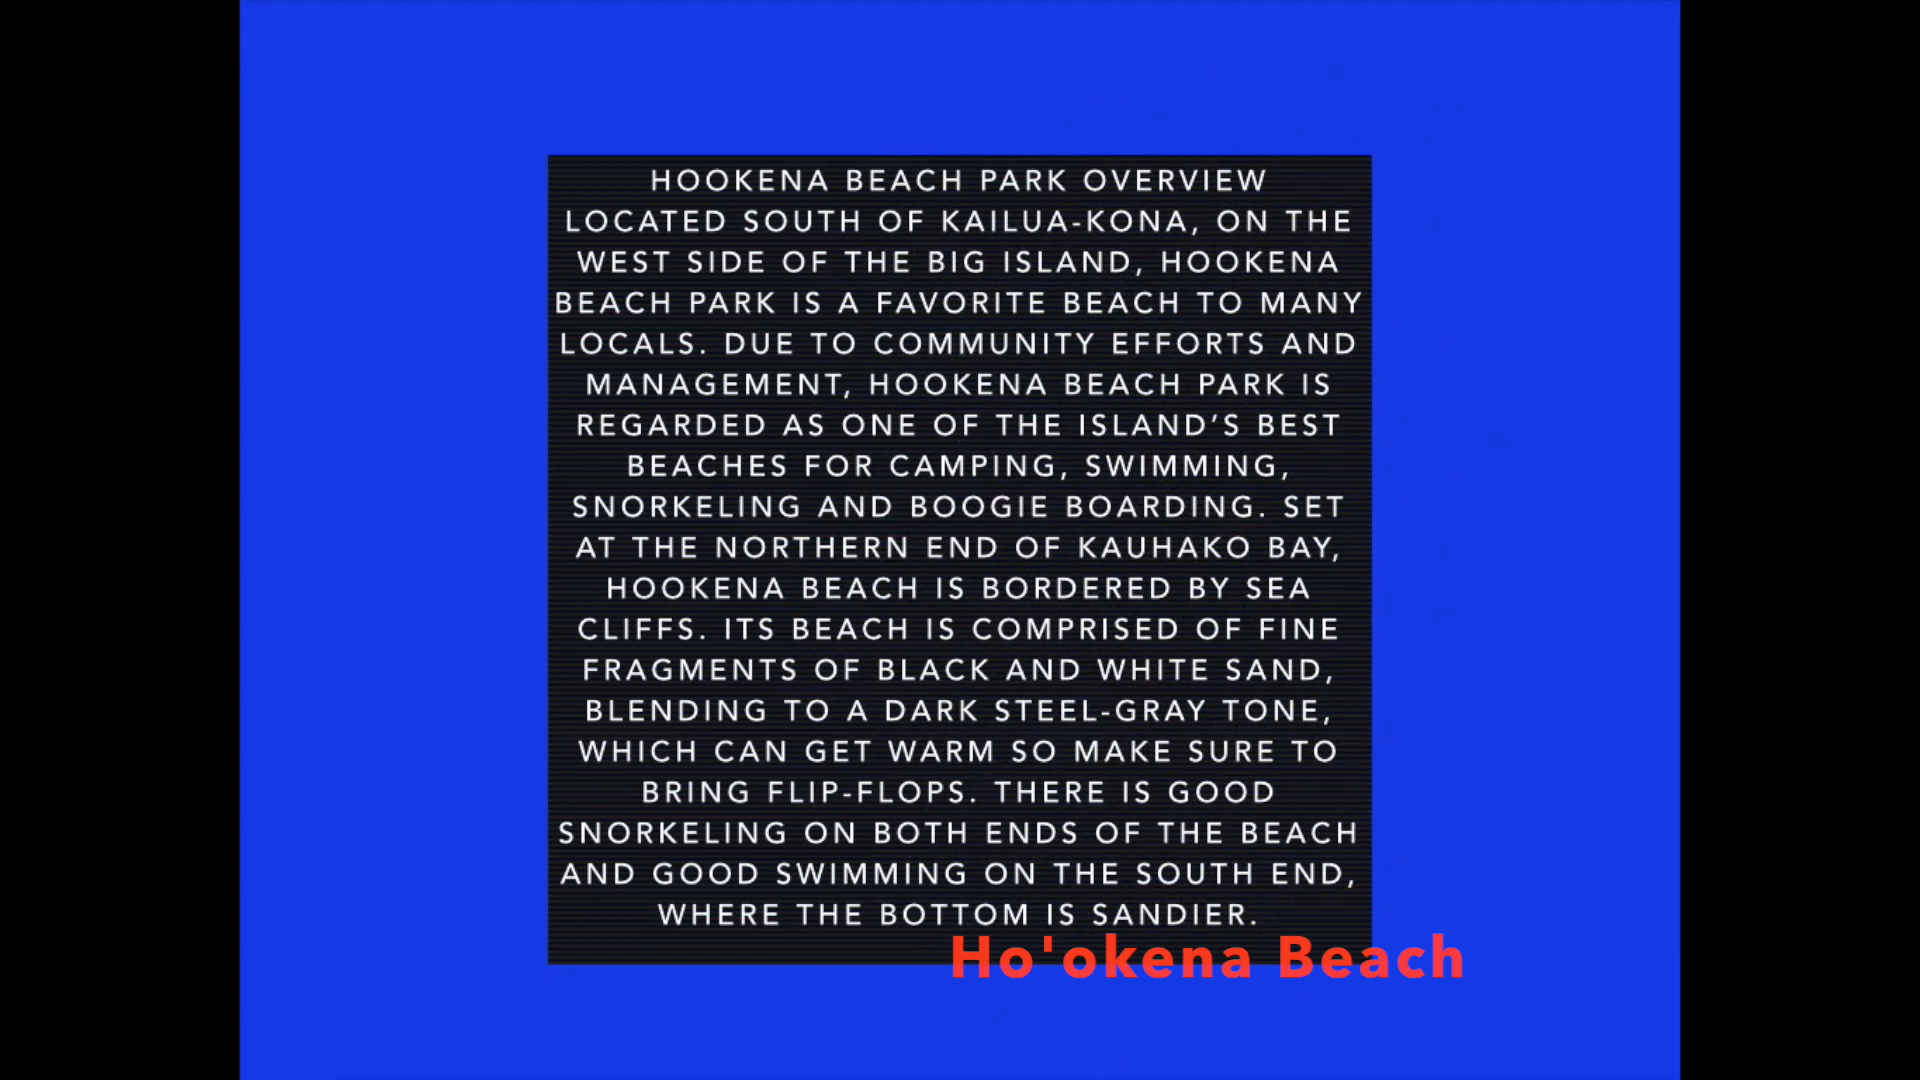 HOOKENA BEACH PARK OVERVIEW
LOCATED SOUTH OF KAILUA-KONA, ON THE
WEST SIDE OF THE BIG ISLAND, HOOKENA
BEACH PARK IS A FAVORITE BEACH TO MANY
LOCALS. DUE TO COMMUNITY EFFORTS AND
MANAGEMENT, HOOKENA BEACH PARK IS
REGARDED AS ONE OF THE ISLAND’S BEST
BEACHES FOR CAMPING, SWIMMING,
SNORKELING AND BOOGIE BOARDING. SET
AT THE NORTHERN END OF KAUHAKO BAY,
HOOKENA BEACH IS BORDERED BY SEA
CLIFFS. ITS BEACH IS COMPRISED OF FINE
FRAGMENTS OF BLACK AND WHITE SAND,
BLENDING TO A DARK STEEL-GRAY TONE,
WHICH CAN GET WARM SO MAKE SURE TO
BRING FLIP-FLOPS. THERE IS GOOD
SNORKELING ON BOTH ENDS OF THE BEACH
AND GOOD SWIMMING ON THE SOUTH END,
WHERE THE BOTTOM IS SANDIER.
Ho'okena Beach